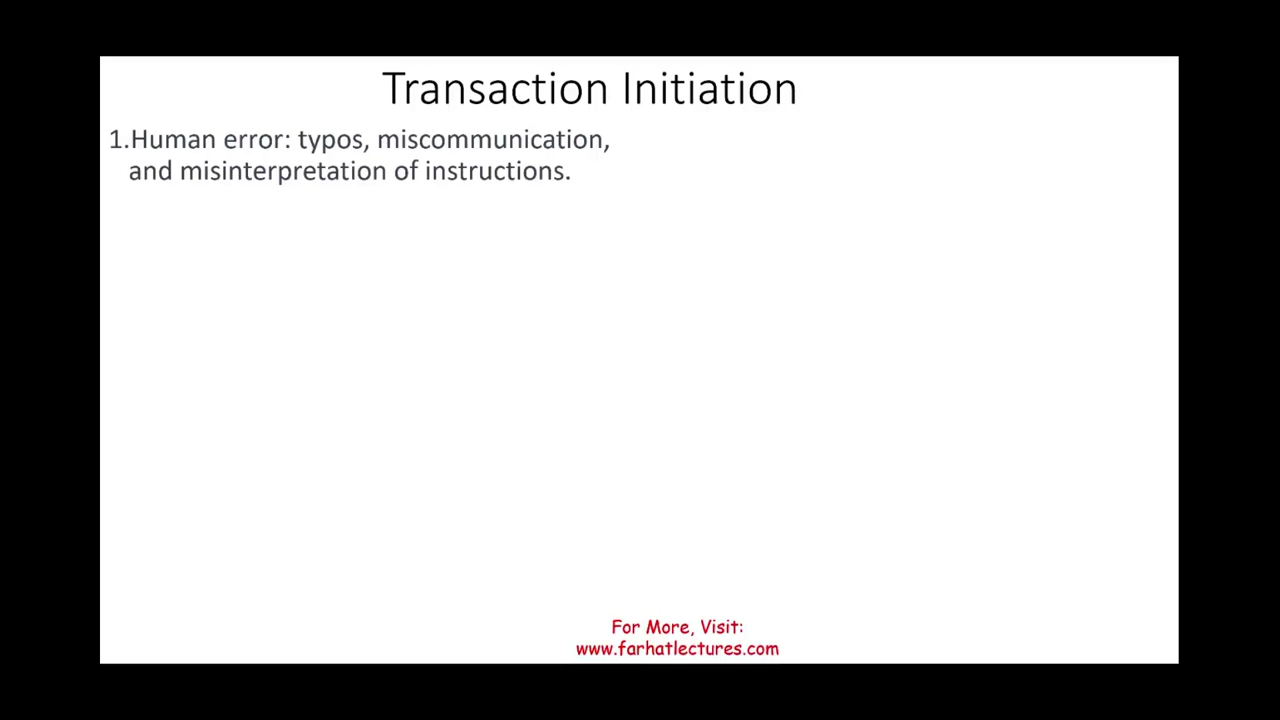 Transaction Initiation
1.Human error: typos, miscommunication,
and misinterpretation of instructions.
For More, Visit:
www.farhatlectures.com